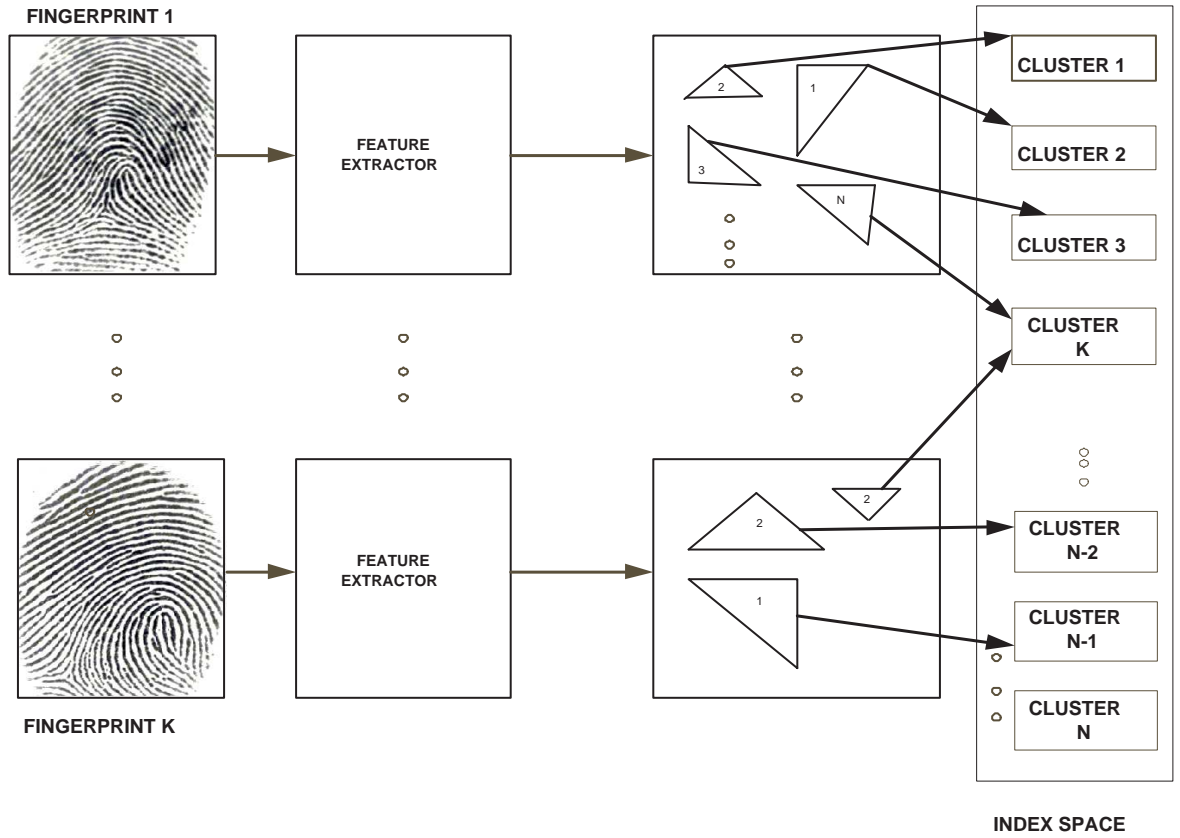 FINGERPRINT 1
FEATURE
EXTRACTOR
2
1
3
N
CLUSTER 1
CLUSTER 2
CLUSTER 3
CLUSTER
K
FEATURE
EXTRACTOR
2
2
1
CLUSTER
N-2
CLUSTER
N-1
CLUSTER
N
FINGERPRINT K
INDEX SPACE